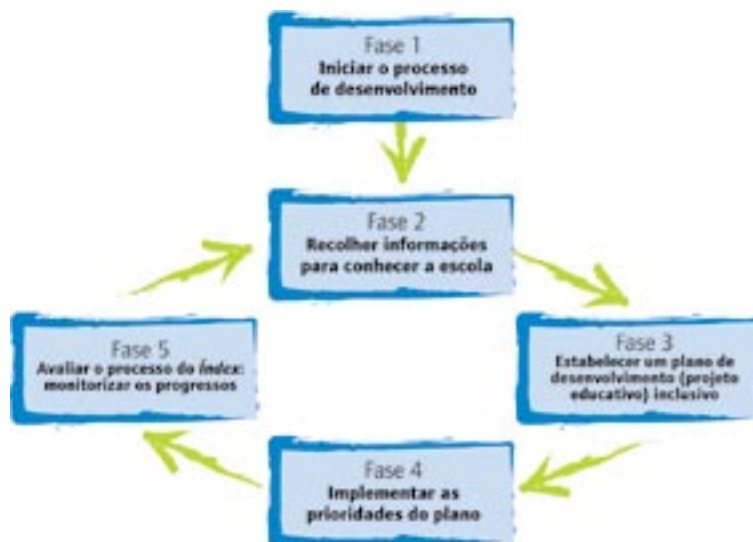 Fase 1
Iniciar o processo
de desenvolvimento
Fase 2
Recolher informações
para conhecer a escola
Fase 3
Estabelecer um plano de
desenvolvimento (projeto
educativo) inclusivo
Fase 4
Implementar as
prioridades do plano
Fase 5
Avaliar o processo do Índex:
monitorizar os progressos